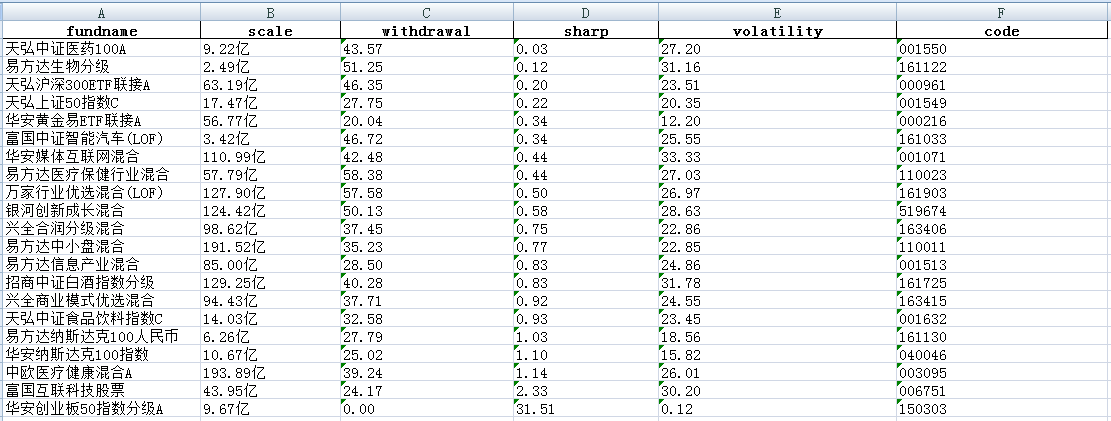 A B C D E F
fundname scale withdrawal sharp volatility code
天弘中证医药100A 9.22亿 43.57 0.03 27.20 001550
易方达生物分级 2.49亿 51.25 0.12 31.16 161122
天弘沪深300ETF联接A 63.19亿 46.35 0.20 23.51 000961
天弘上证50指数C 17.47亿 27.75 0.22 20.35 001549
华安黄金易ETF联接A 56.77亿 20.04 0.34 12.20 000216
富国中证智能汽车(LOF) 3.42亿 46.72 0.34 25.55 161033
华安媒体互联网混合 110.99亿 42.48 0.44 33.33 001071
易方达医疗保健行业混合 57.79亿 58.38 0.44 27.03 110023
万家行业优选混合(LOF) 127.90亿 57.58 0.50 26.97 161903
银河创新成长混合 124.42亿 50.13 0.58 28.63 519674
兴全合润分级混合 98.62亿 37.45 0.75 22.86 163406
易方达中小盘混合 191.52亿 35.23 0.77 22.85 110011
易方达信息产业混合 85.00亿 28.50 0.83 24.86 001513
招商中证白酒指数分级 129.25亿 40.28 0.83 31.78 161725
兴全商业模式优选混合 94.43亿 37.71 0.92 24.55 163415
天弘中证食品饮料指数C 14.03亿 32.58 0.93 23.45 001632
易方达纳斯达克100人民币 6.26亿 27.79 1.03 18.56 161130
华安纳斯达克100指数 10.67亿 25.02 1.10 15.82 040046
中欧医疗健康混合A 193.89亿 39.24 1.14 26.01 003095
富国互联科技股票 43.95亿 24.17 2.33 30.20 006751
华安创业板50指数分级A 9.67亿 0.00 31.51 0.12 150303